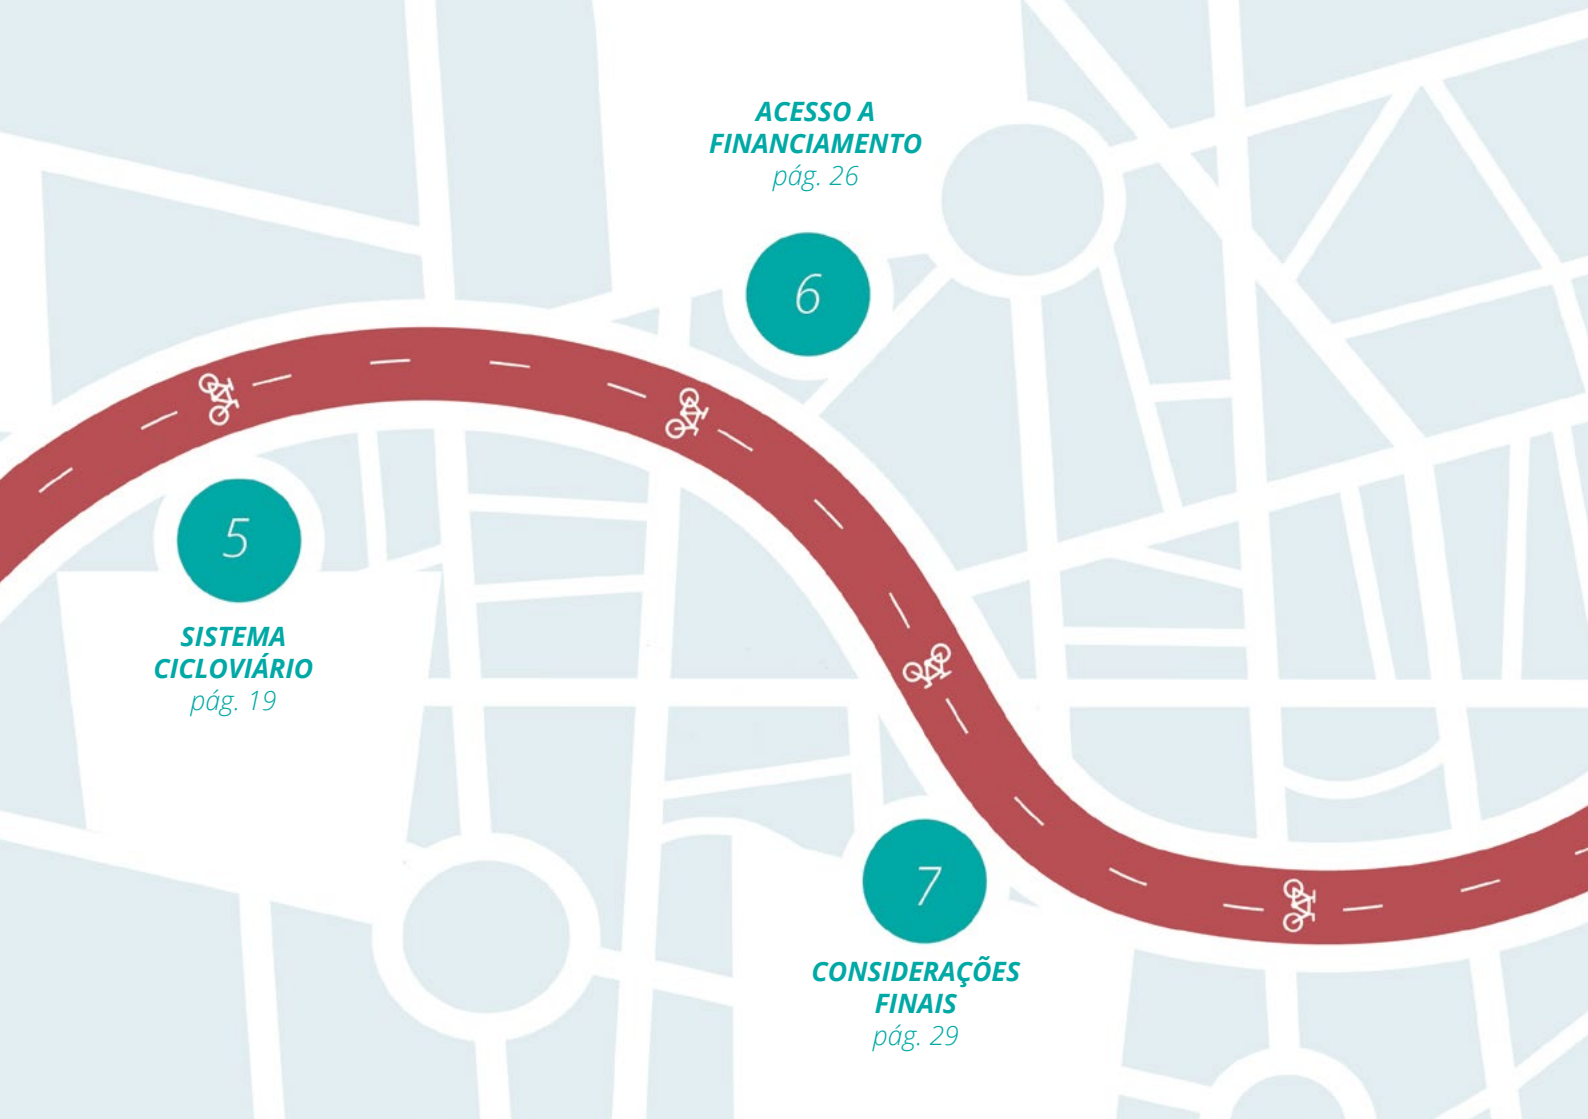 5
SISTEMA
CICLOVIÁRIO
pág. 19
ACESSO A
FINANCIAMENTO
pág. 26
6
7
CONSIDERAÇÕES
FINAIS
pág. 29